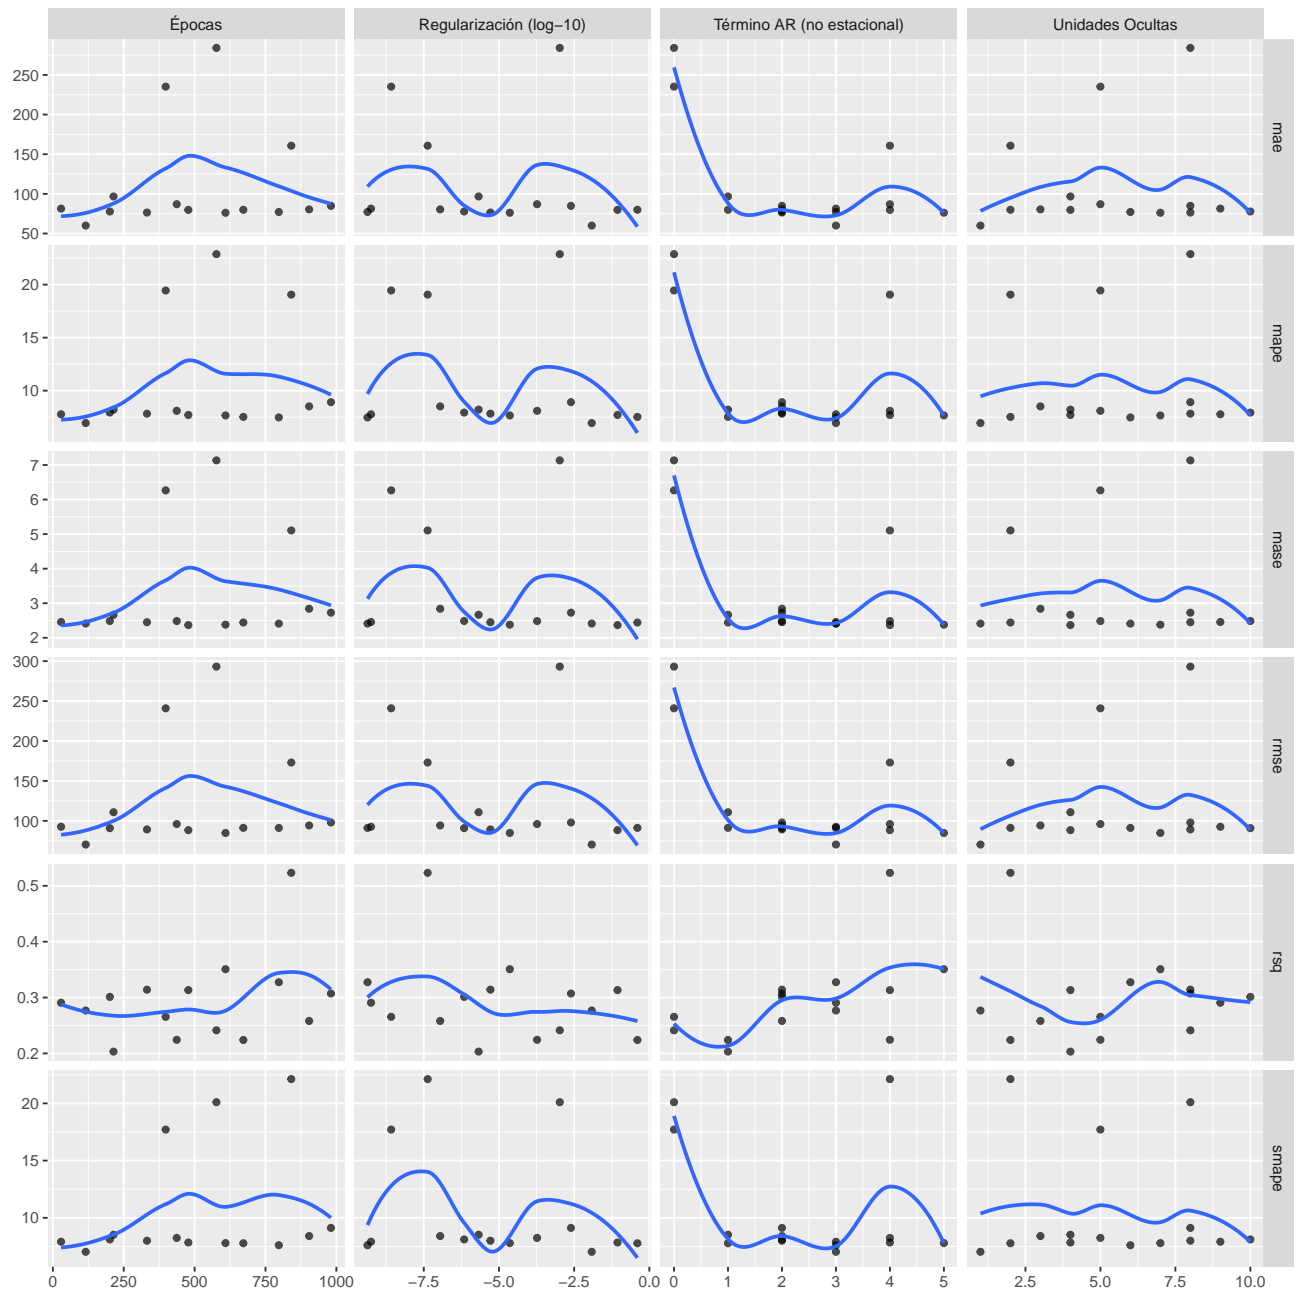 Épocas
Regularización (log−10)
Término AR (no estacional)
Unidades Ocultas
250
200
150
100
50
mae
20
15
10
mape
7
6
5
4
3
2
mase
300
250
200
150
100
rmse
0.5
0.4
0.3
0.2
rsq
20
15
10
smape
0 250 500 750 1000
−7.5 −5.0 −2.5 0.0
0 1 2 3 4 5
2.5 5.0 7.5 10.0